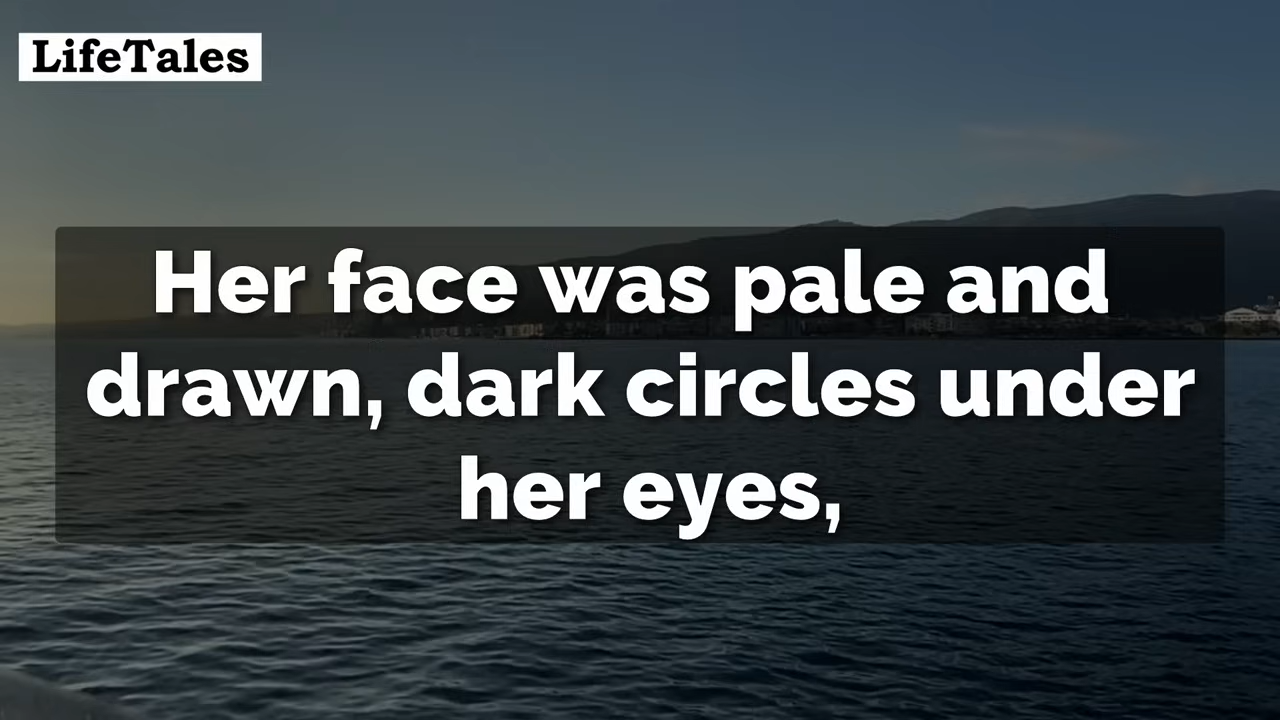 LifeTales
Her face was pale and
drawn, dark circles under
her eyes,